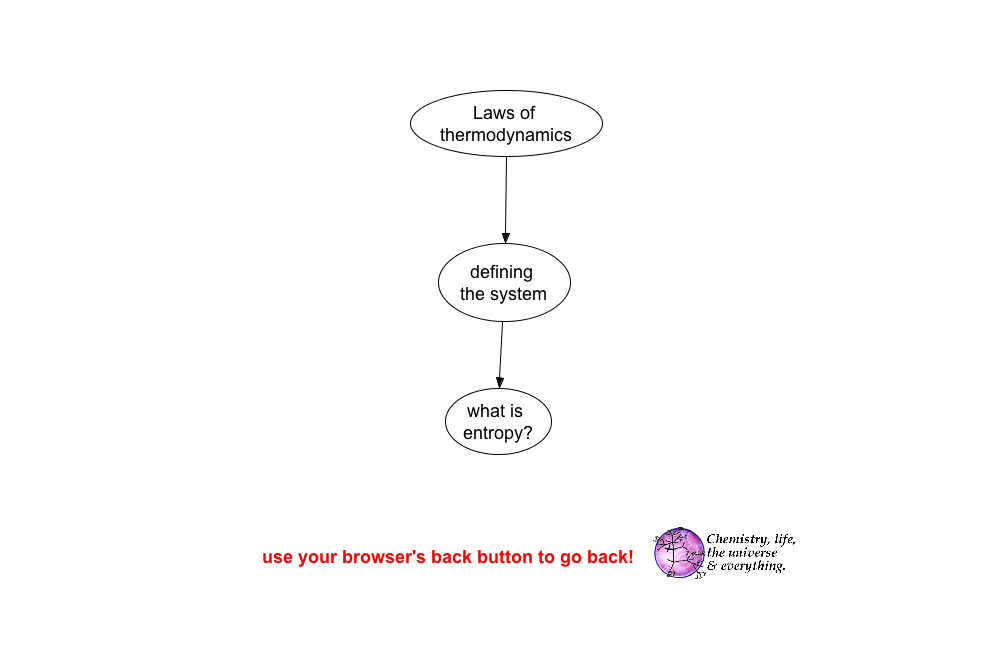 Laws of
thermodynamics
defining
the system
what is
entropy?
use your browser's back button to go back!
Chemistry, life,
the universe
& everything.